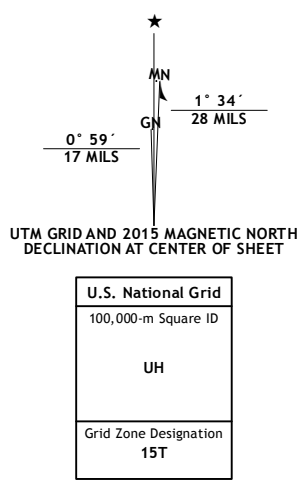 ★
MN
1° 34´
28 MILS
GN
0° 59´
17 MILS
UTM GRID AND 2015 MAGNETIC NORTH
DECLINATION AT CENTER OF SHEET
U.S. National Grid
100,000-m Square ID
UH
Grid Zone Designation
15T